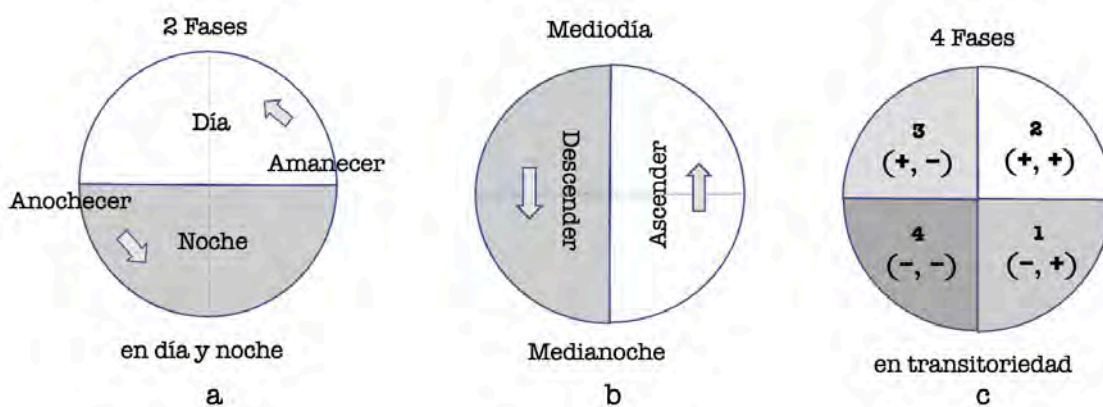 2 Fases
Día
Amanecer
Anochecer
Noche
en día y noche
a
Mediodía
Descender
Ascender
Medianoche
b
4 Fases
3
(+, -)
2
(+, +)
4
(-, -)
1
(-, +)
en transitoriedad
c